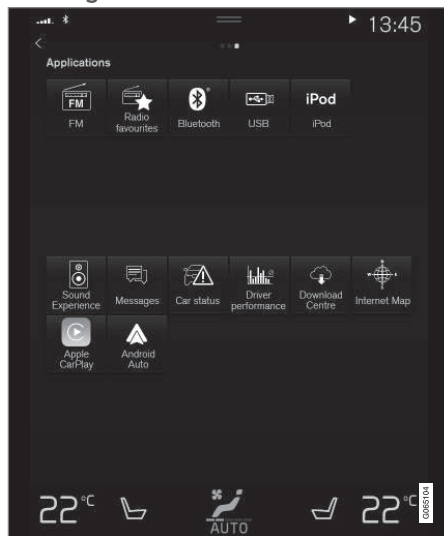 13:45
Applications
FM
iPod
FM
Radio
favourites
Bluetooth
USB
iPod
Sound
Experience
Messages
Car status
Driver
performance
Download
Centre
Internet Map
Apple
CarPlay
Android
Auto
22°C
AUTO
22°C
G065104